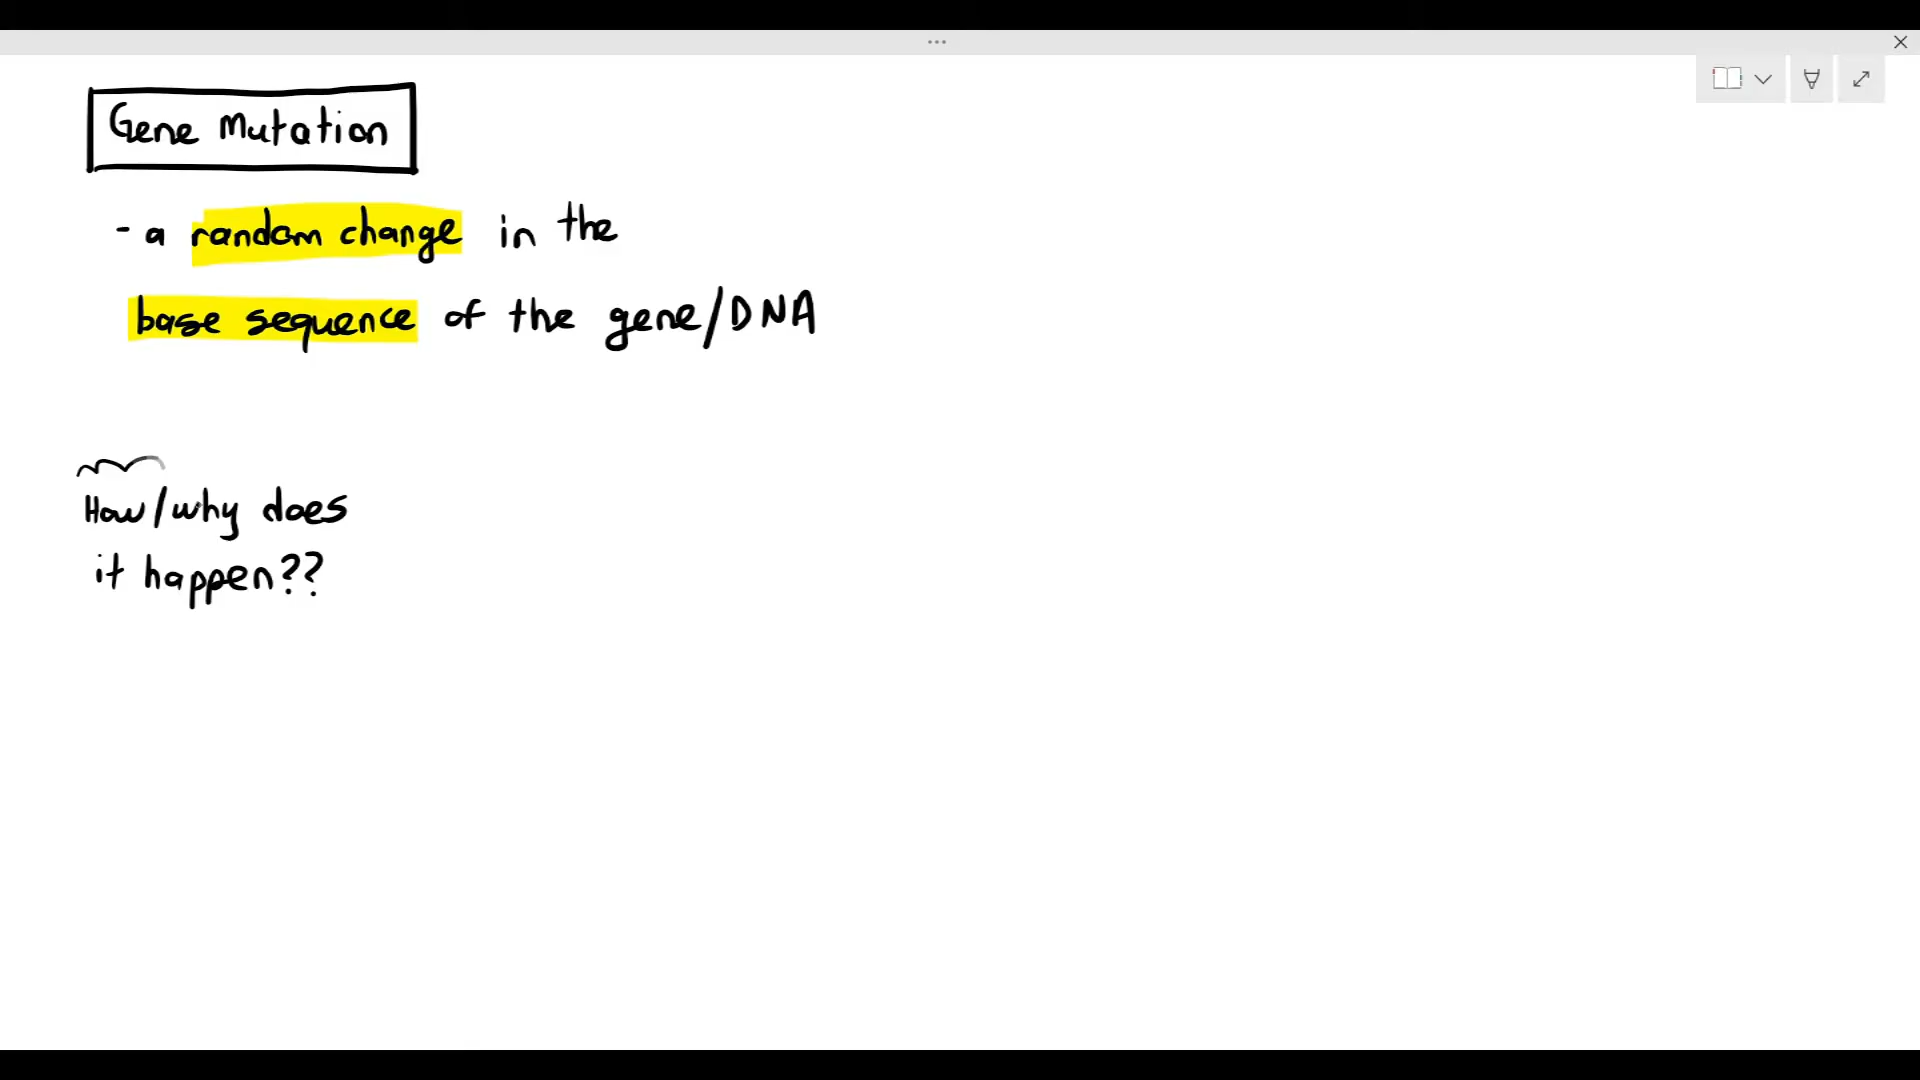 Gene Mutation
- a random change in the
base sequence of the gene/DNA
How/why does
it happen??